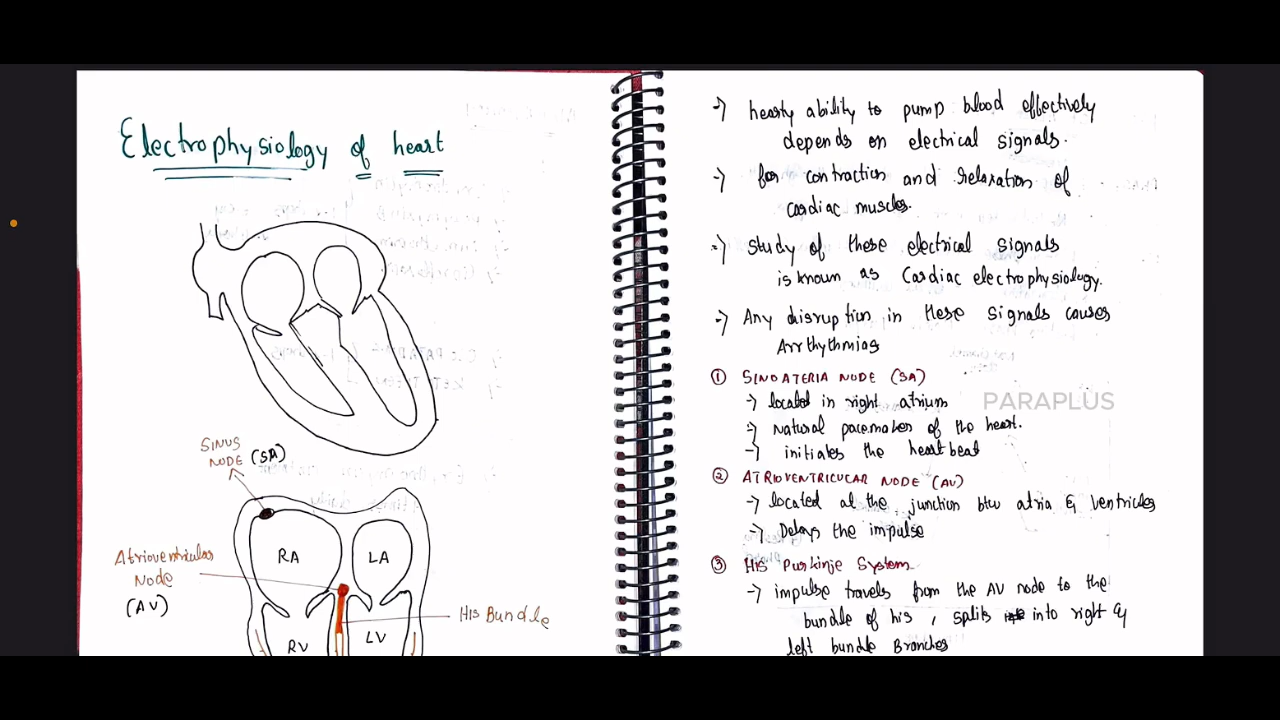 Electrophysiology of heart
SINUS
NODE (SA)
Atrioventricular
Node
(AV)
RA
LA
RV
LV
His Bundle
-> hearty ability to pump blood effectively
depends on electrical signals.
-> for contraction and relaxation of
cardiac muscles.
-> study of these electrical signals
is known as Cardiac electrophysiology.
-> Any disruption in these signals causes
Arrhythmias
① SINOATERIA NODE (SA)
-> located in right atrium
-> Natural pacemaker of the heart.
-> initiates the heart beat
PARAPLUS
② ATRIOVENTRICULAR NODE (AV)
-> located at the junction btw atria & ventricles
-> Delays the impulse
③ His Purkinje System
-> impulse travels from the AV node to the
bundle of his, splits into right &
left bundle Branches